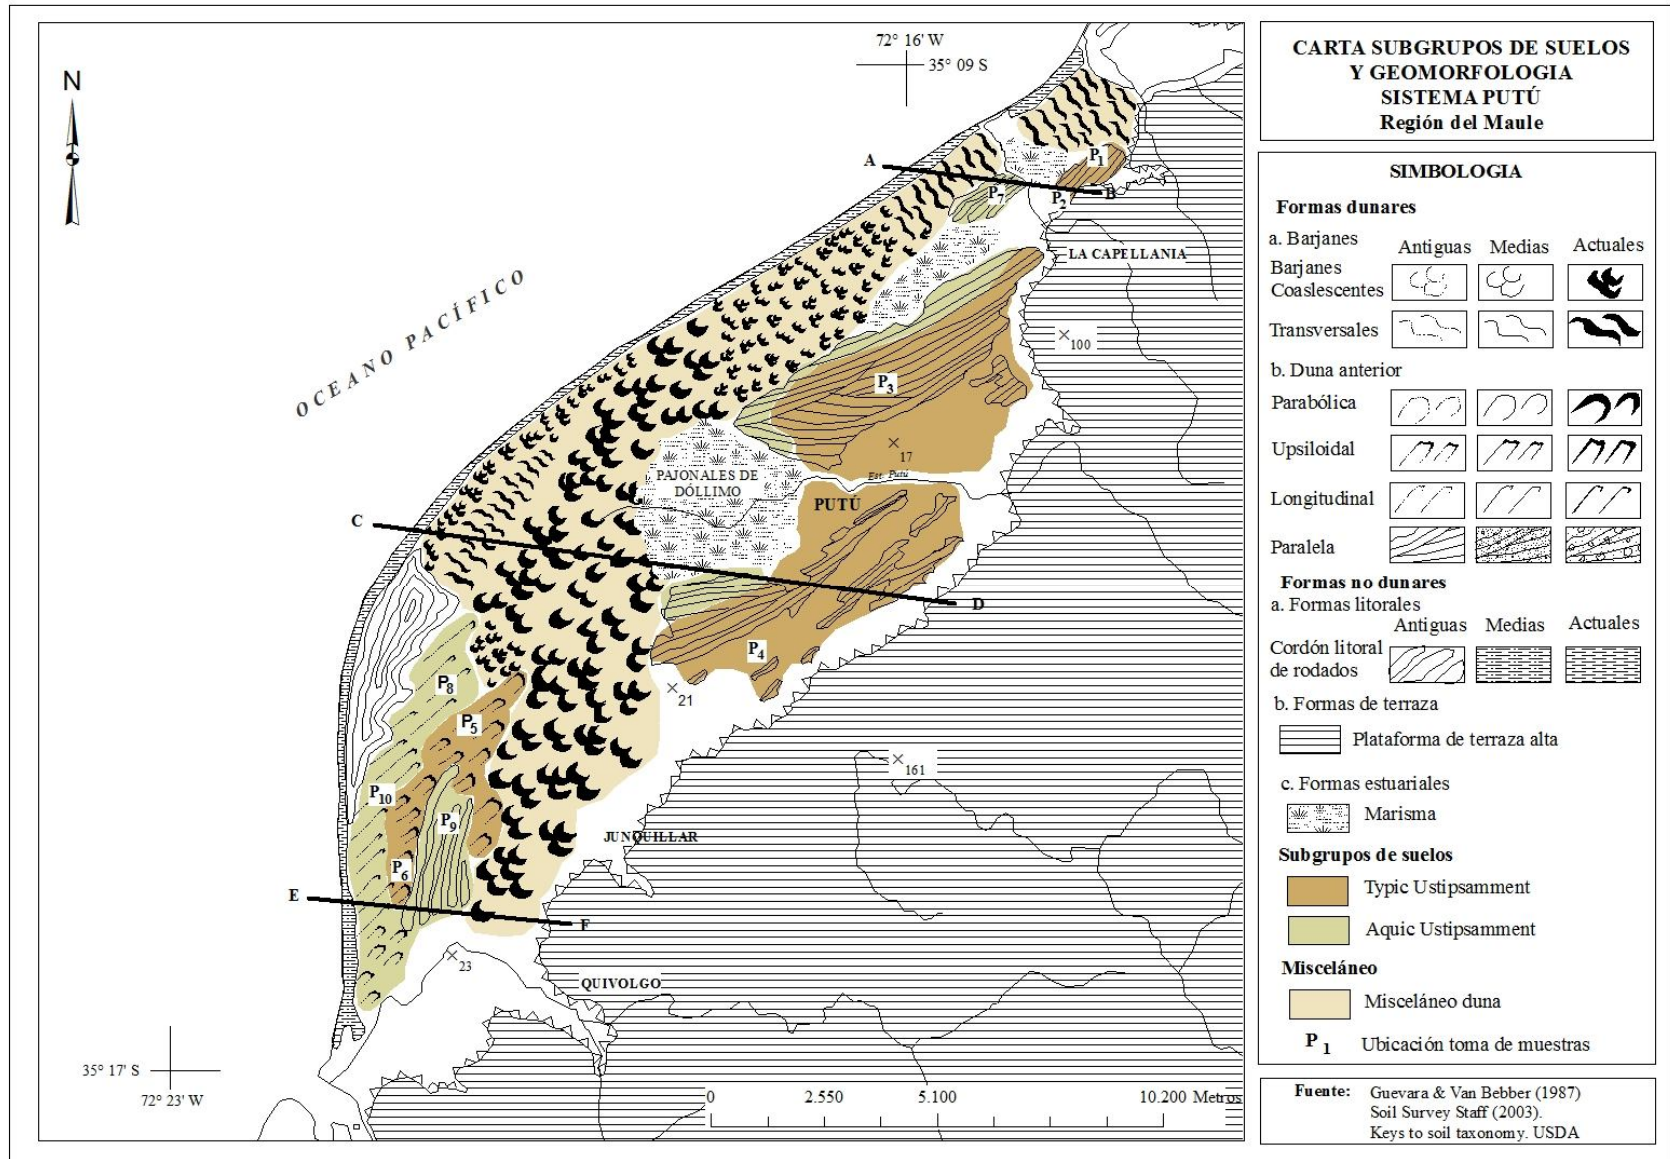 N
72° 16' W
35° 09 S
A
P1
P7
P2
B
LA CAPELLANIA
OCEANO PACÍFICO
100
P3
17
Est. Putú
PAJONALES DE
DÓLLIMO
PUTÚ
C
D
P4
P8
21
P5
161
P10
P9
JUNQUILLAR
P6
E
F
23
QUIVOLGO
35° 17' S
72° 23' W
0 2.550 5.100 10.200 Metros
CARTA SUBGRUPOS DE SUELOS
Y GEOMORFOLOGIA
SISTEMA PUTÚ
Región del Maule
SIMBOLOGIA
Formas dunares
a. Barjanes Antiguas Medias Actuales
Barjanes
Coaslescentes
Transversales
b. Duna anterior
Parabólica
Upsiloidal
Longitudinal
Paralela
Formas no dunares
a. Formas litorales
Antiguas Medias Actuales
Cordón litoral
de rodados
b. Formas de terraza
Plataforma de terraza alta
c. Formas estuariales
Marisma
Subgrupos de suelos
Typic Ustipsamment
Aquic Ustipsamment
Misceláneo
Misceláneo duna
P 1 Ubicación toma de muestras
Fuente: Guevara & Van Bebber (1987)
Soil Survey Staff (2003).
Keys to soil taxonomy. USDA